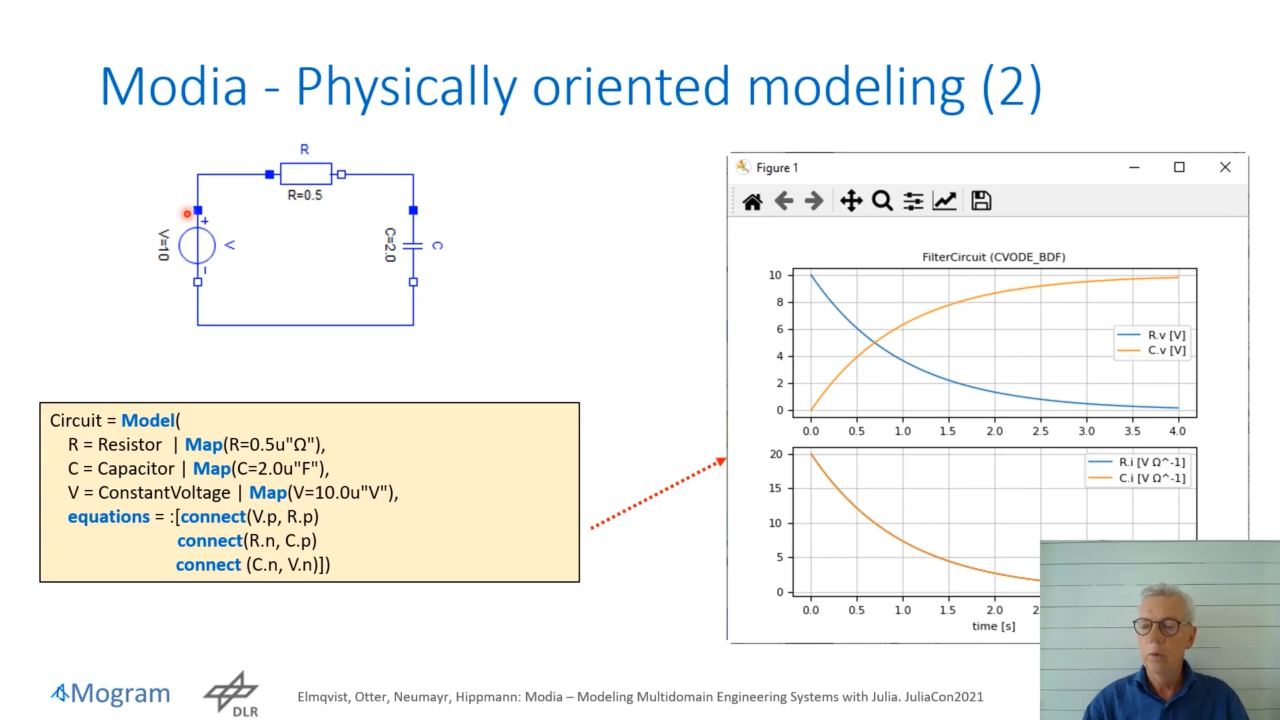 Modia - Physically oriented modeling (2)
R
R=0.5
V=10
+
V
-
C=2.0
C
Circuit = Model(
R = Resistor | Map(R=0.5u"Ω"),
C = Capacitor | Map(C=2.0u"F"),
V = ConstantVoltage | Map(V=10.0u"V"),
equations = :[connect(V.p, R.p)
connect(R.n, C.p)
connect (C.n, V.n)])
Figure 1
FilterCircuit (CVODE_BDF)
10
8
6
4
2
0
R.v [V]
C.v [V]
0.0 0.5 1.0 1.5 2.0 2.5 3.0 3.5 4.0
20
15
10
5
0
R.i [V Ω^-1]
C.i [V Ω^-1]
0.0 0.5 1.0 1.5 2.0
time [s]
Mogram
DLR
Elmqvist, Otter, Neumayr, Hippmann: Modia – Modeling Multidomain Engineering Systems with Julia. JuliaCon2021